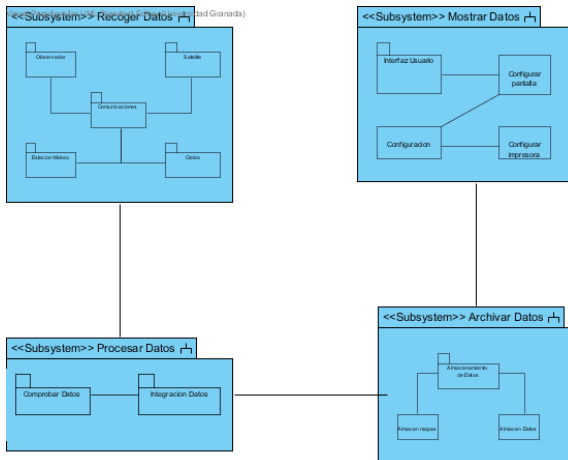 <<Subsystem>> Recoger Datos
Observador
Satelite
Comunicaciones
Estacion Meteo
Globo
<<Subsystem>> Mostrar Datos
Interfaz Usuario
Configurar
pantalla
Configuracion
Configurar
impresora
<<Subsystem>> Procesar Datos
Comprobar Datos
Integracion Datos
<<Subsystem>> Archivar Datos
Almacenamiento
de Datos
Almacen mapas
Almacen Datos